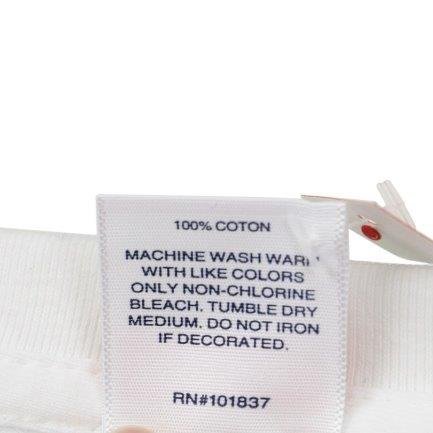 100% COTON
MACHINE WASH WARM
WITH LIKE COLORS
ONLY NON-CHLORINE
BLEACH. TUMBLE DRY
MEDIUM. DO NOT IRON
IF DECORATED.
RN#101837